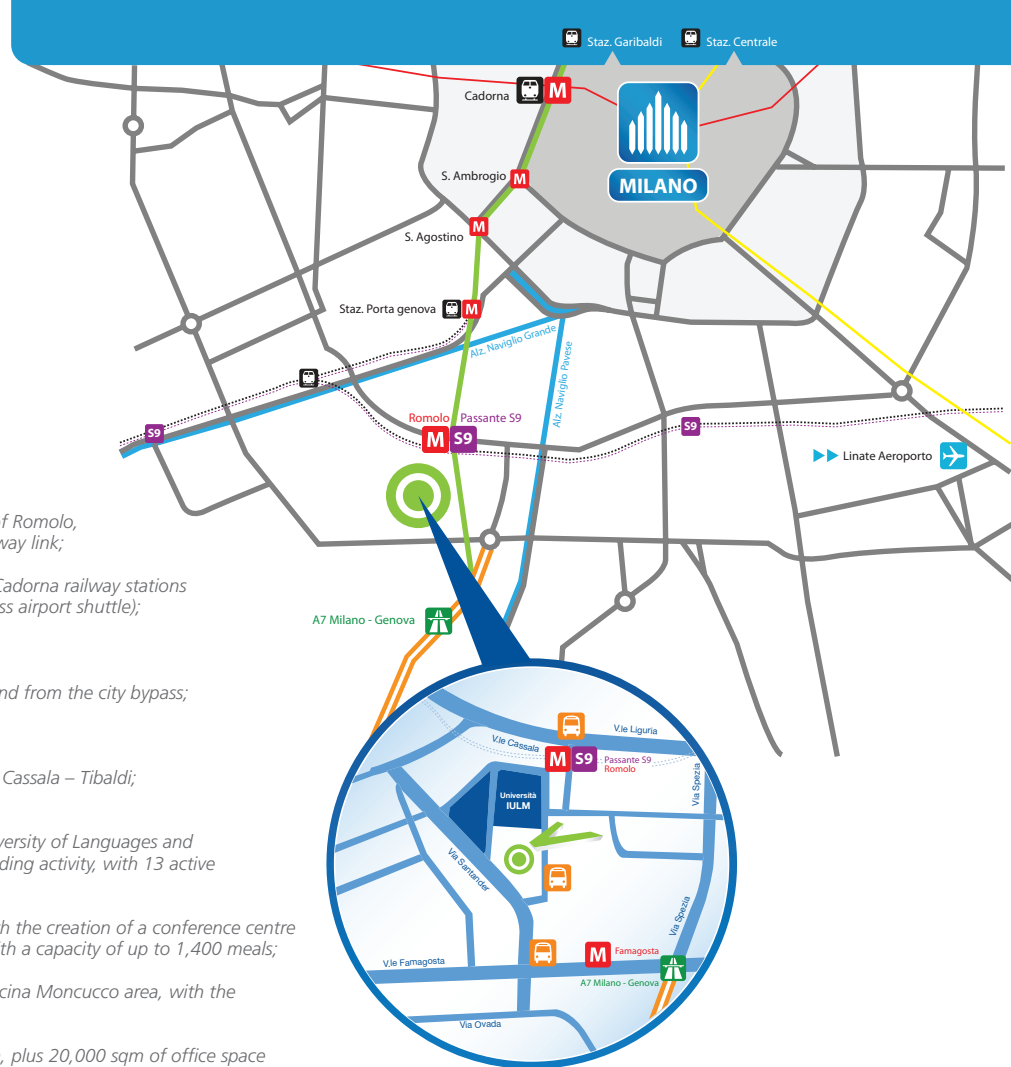 Staz. Garibaldi
Staz. Centrale
Cadorna
M
MILANO
S. Ambrogio
M
S. Agostino
M
Staz. Porta genova
M
Alz. Naviglio Grande
Alz. Naviglio Pavese
Romolo
Passante S9
M
S9
S9
S9
Linate Aeroporto
of Romolo,
way link;
Cadorna railway stations
ss airport shuttle);
A7 Milano - Genova
nd from the city bypass;
Cassala – Tibaldi;
versity of Languages and
ding activity, with 13 active
th the creation of a conference centre
ith a capacity of up to 1,400 meals;
cina Moncucco area, with the
, plus 20,000 sqm of office space
V.le Liguria
V.le Cassala
M
S9
Passante S9
Romolo
Via Spezia
Università
IULM
Via Santander
Via Spezia
M
Famagosta
V.le Famagosta
A7 Milano - Genova
Via Ovada